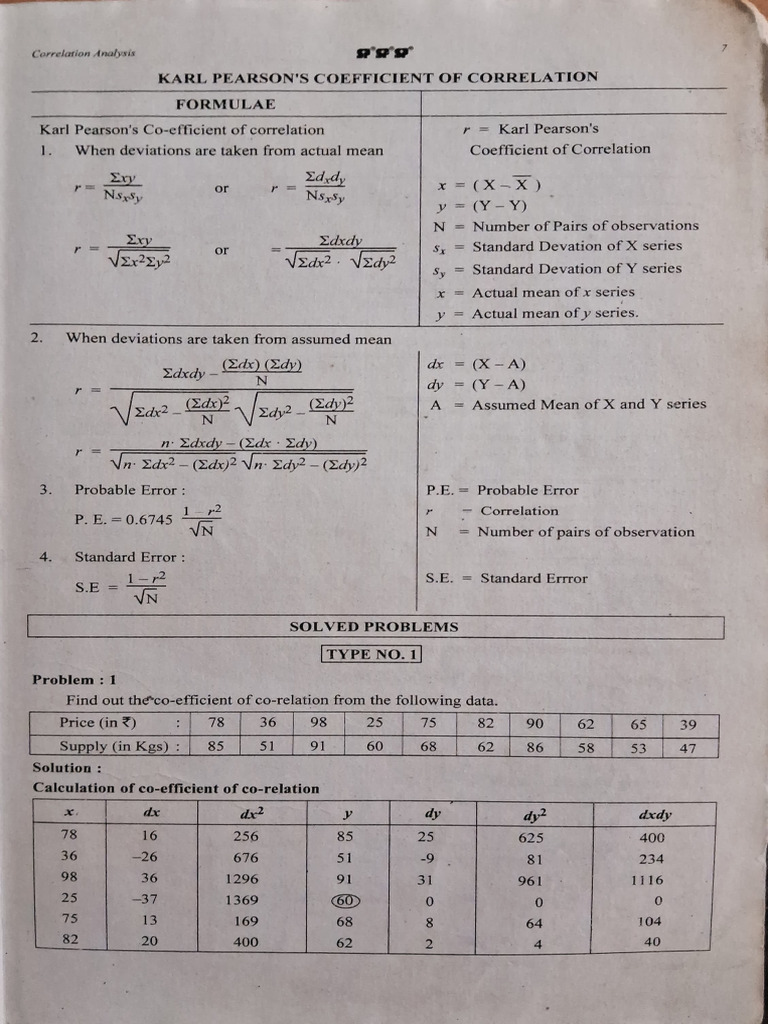 Correlation Analysis 7
KARL PEARSON'S COEFFICIENT OF CORRELATION
FORMULAE
Karl Pearson's Co-efficient of correlation
1. When deviations are taken from actual mean
r = Σxy / Nsₓsᵧ or r = Σdₓdᵧ / Nsₓsᵧ
r = Σxy / √Σx²Σy² or = Σdxdy / √Σdx² · √Σdy²
r = Karl Pearson's
Coefficient of Correlation
x = ( X – X̅ )
y = (Y – Y)
N = Number of Pairs of observations
sₓ = Standard Devation of X series
sᵧ = Standard Devation of Y series
x = Actual mean of x series
y = Actual mean of y series.
2. When deviations are taken from assumed mean
r = Σdxdy – (Σdx) (Σdy) / N / √Σdx² – (Σdx)² / N √Σdy² – (Σdy)² / N
r = n· Σdxdy – (Σdx · Σdy) / √n· Σdx² – (Σdx)² √n· Σdy² – (Σdy)²
dx = (X – A)
dy = (Y – A)
A = Assumed Mean of X and Y series
3. Probable Error :
P. E. = 0.6745 1 – r² / √N
P.E. = Probable Error
r = Correlation
N = Number of pairs of observation
4. Standard Error :
S.E = 1 – r² / √N
S.E. = Standard Errror
SOLVED PROBLEMS
TYPE NO. 1
Problem : 1
Find out the co-efficient of co-relation from the following data.
Price (in ₹) : 78 36 98 25 75 82 90 62 65 39
Supply (in Kgs) : 85 51 91 60 68 62 86 58 53 47
Solution :
Calculation of co-efficient of co-relation
x dx dx² y dy dy² dxdy
78 16 256 85 25 625 400
36 –26 676 51 -9 81 234
98 36 1296 91 31 961 1116
25 –37 1369 60 0 0 0
75 13 169 68 8 64 104
82 20 400 62 2 4 40